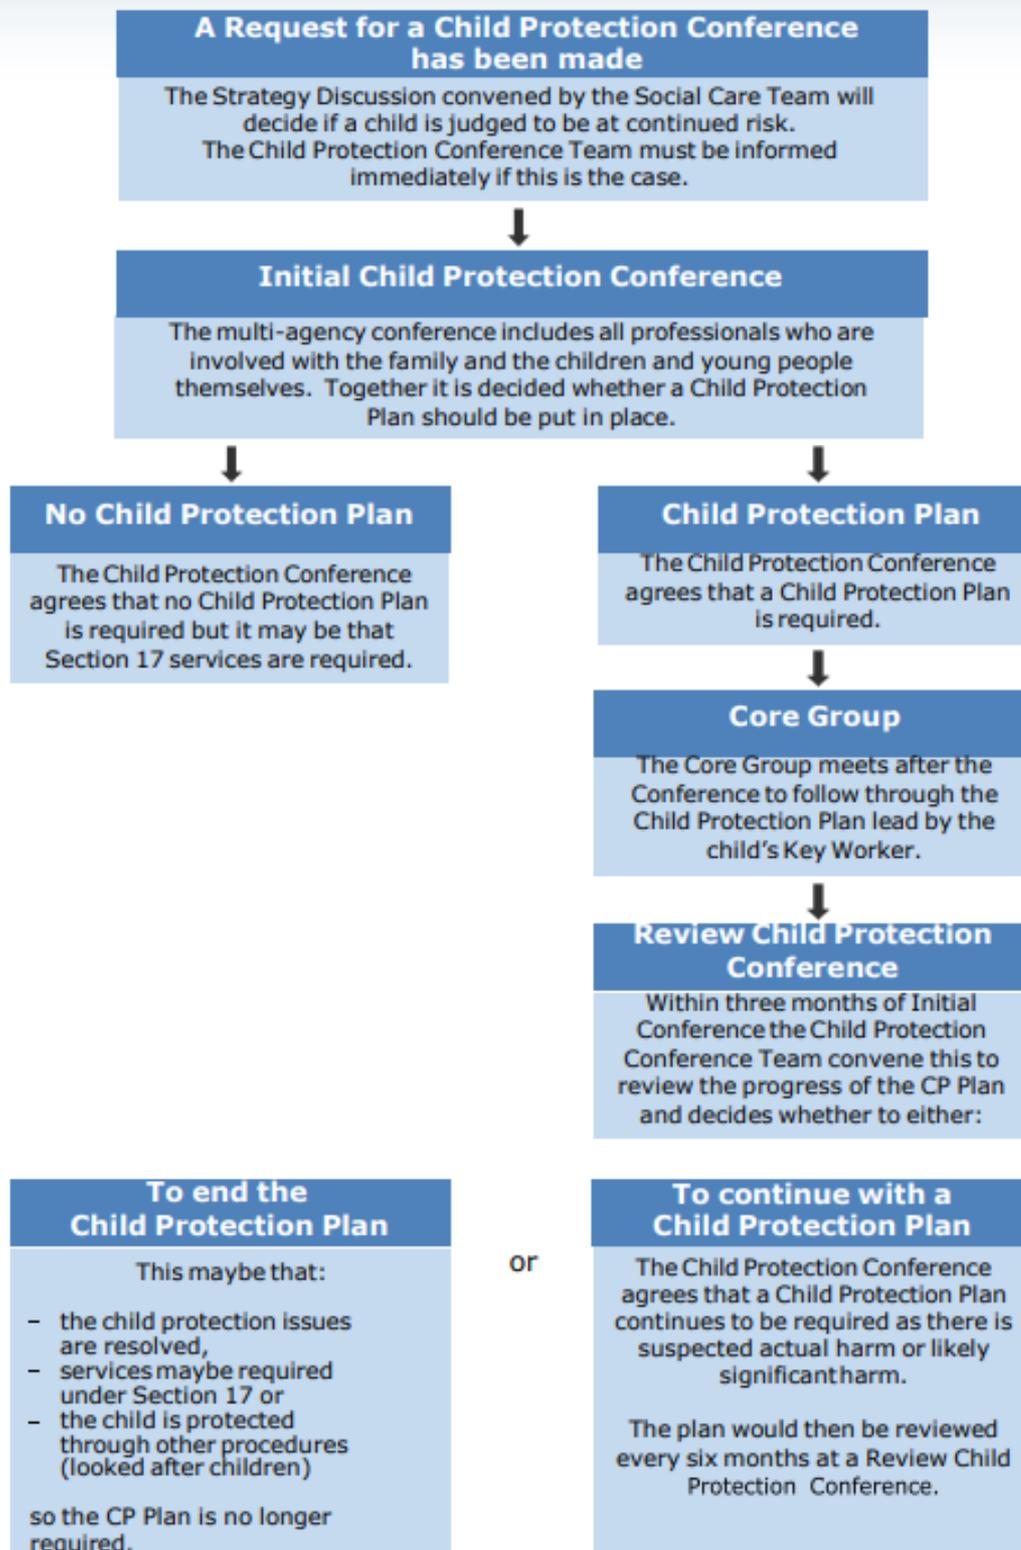 A Request for a Child Protection Conference
has been made
The Strategy Discussion convened by the Social Care Team will
decide if a child is judged to be at continued risk.
The Child Protection Conference Team must be informed
immediately if this is the case.
Initial Child Protection Conference
The multi-agency conference includes all professionals who are
involved with the family and the children and young people
themselves. Together it is decided whether a Child Protection
Plan should be put in place.
No Child Protection Plan
The Child Protection Conference
agrees that no Child Protection Plan
is required but it may be that
Section 17 services are required.
Child Protection Plan
The Child Protection Conference
agrees that a Child Protection Plan
is required.
Core Group
The Core Group meets after the
Conference to follow through the
Child Protection Plan lead by the
child's Key Worker.
Review Child Protection
Conference
Within three months of Initial
Conference the Child Protection
Conference Team convene this to
review the progress of the CP Plan
and decides whether to either:
To end the
Child Protection Plan
This maybe that:
– the child protection issues
are resolved,
– services maybe required
under Section 17 or
– the child is protected
through other procedures
(looked after children)
so the CP Plan is no longer
required.
or
To continue with a
Child Protection Plan
The Child Protection Conference
agrees that a Child Protection Plan
continues to be required as there is
suspected actual harm or likely
significant harm.
The plan would then be reviewed
every six months at a Review Child
Protection Conference.